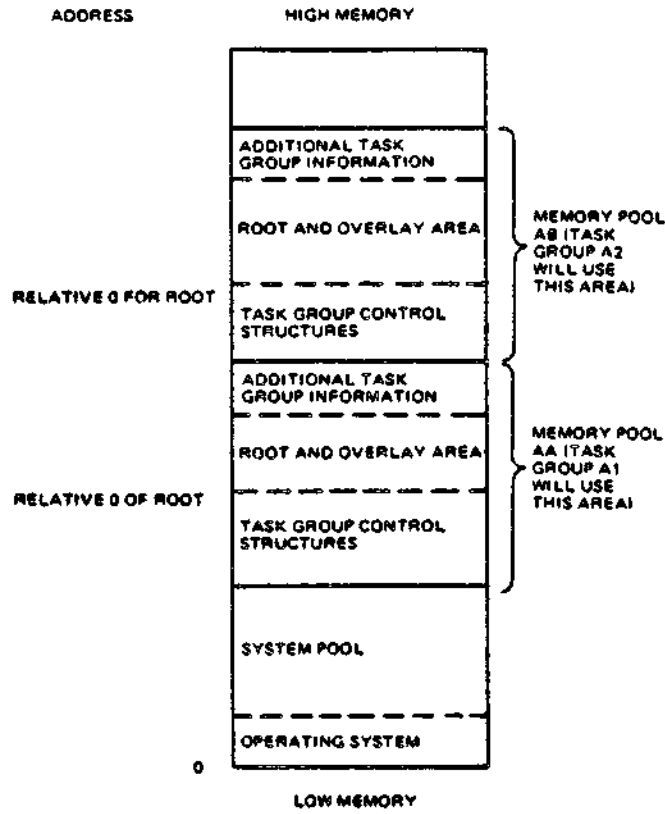 ADDRESS HIGH MEMORY
ADDITIONAL TASK
GROUP INFORMATION
ROOT AND OVERLAY AREA
MEMORY POOL
AB (TASK
GROUP A2
WILL USE
THIS AREA)
RELATIVE 0 FOR ROOT
TASK GROUP CONTROL
STRUCTURES
ADDITIONAL TASK
GROUP INFORMATION
ROOT AND OVERLAY AREA
MEMORY POOL
AA (TASK
GROUP A1
WILL USE
THIS AREA)
RELATIVE 0 OF ROOT
TASK GROUP CONTROL
STRUCTURES
SYSTEM POOL
OPERATING SYSTEM
0
LOW MEMORY